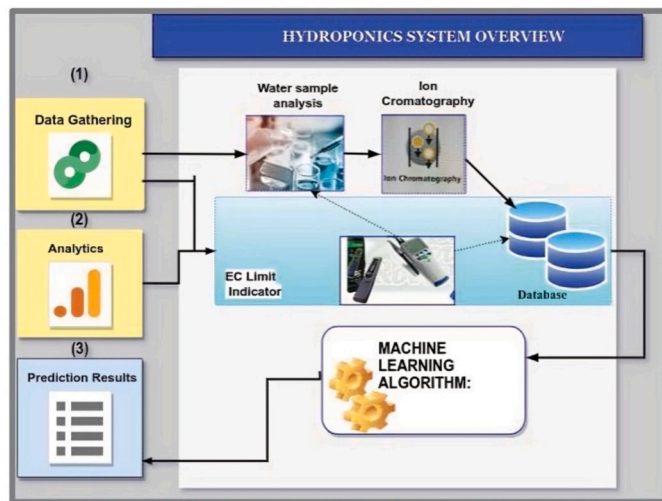 HYDROPONICS SYSTEM OVERVIEW
(1)
Data Gathering
Water sample
analysis
Ion
Cromatography
Ion Chromatography
(2)
Analytics
EC Limit
Indicator
Database
(3)
Prediction Results
MACHINE
LEARNING
ALGORITHM: